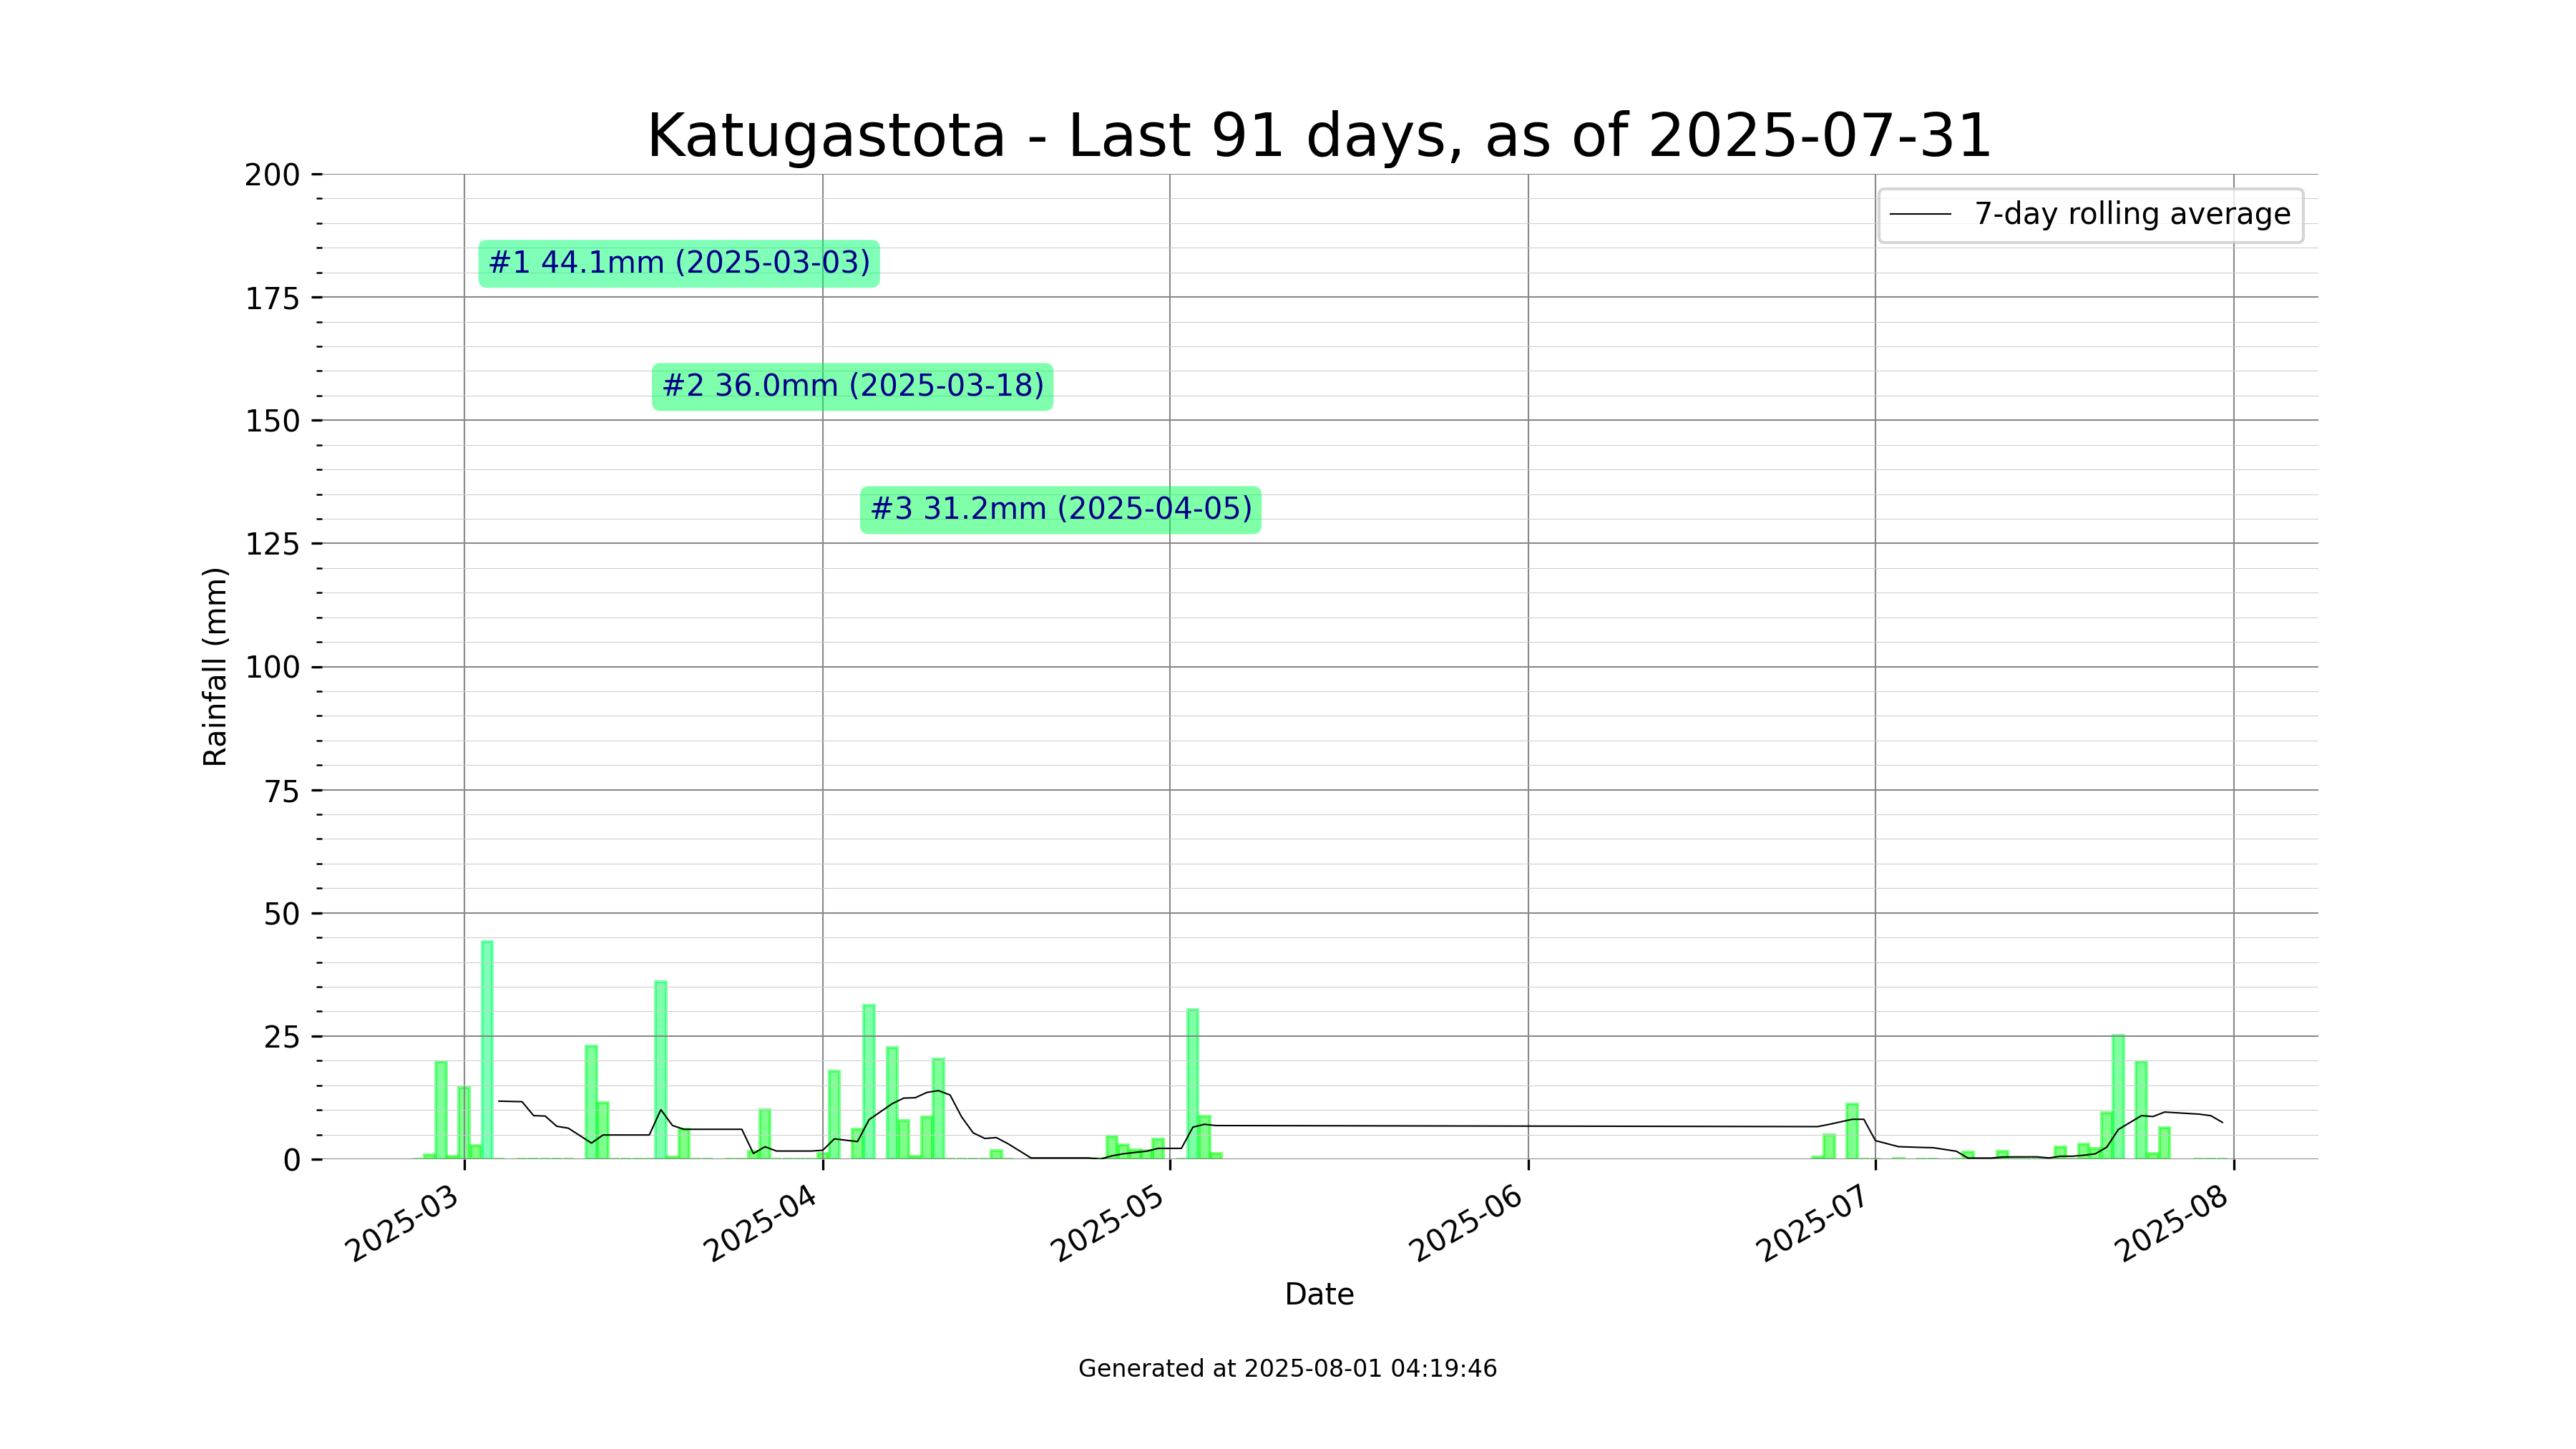 Katugastota - Last 91 days, as of 2025-07-31
200
175
150
125
100
75
50
25
0
Rainfall (mm)
7-day rolling average
#1 44.1mm (2025-03-03)
#2 36.0mm (2025-03-18)
#3 31.2mm (2025-04-05)
2025-03
2025-04
2025-05
2025-06
2025-07
2025-08
Date
Generated at 2025-08-01 04:19:46